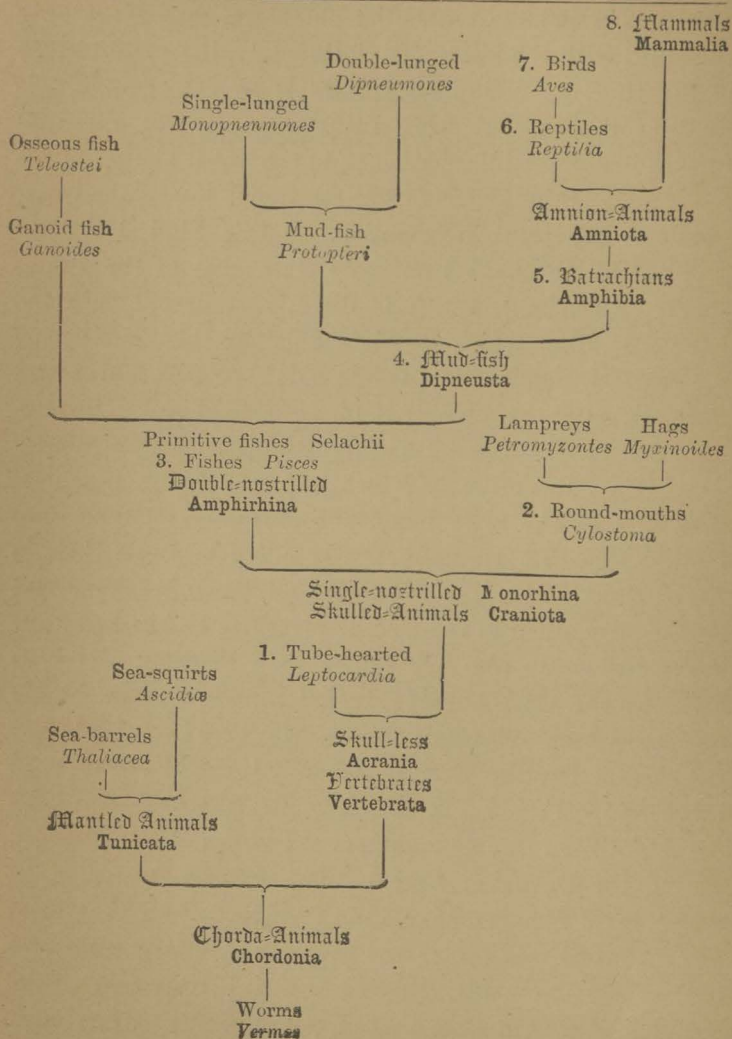 8. Mammals
Mammalia
Double-lunged
Dipneumones
7. Birds
Aves
Single-lunged
Monopnenmones
6. Reptiles
Reptilia
Osseous fish
Teleostei
Amnion-Animals
Amniota
Ganoid fish
Ganoides
Mud-fish
Protopteri
5. Batrachians
Amphibia
4. Mud-fish
Dipneusta
Lampreys
Petromyzontes
Hags
Myxinoides
Primitive fishes Selachii
3. Fishes Pisces
Double-nostrilled
Amphirhina
2. Round-mouths
Cylostoma
Single-nostrilled Monorhina
Skulled-Animals Craniota
1. Tube-hearted
Leptocardia
Sea-squirts
Ascidiæ
Sea-barrels
Thaliacea
Skull-less
Acrania
Vertebrates
Vertebrata
Mantled Animals
Tunicata
Chorda-Animals
Chordonia
Worms
Vermes